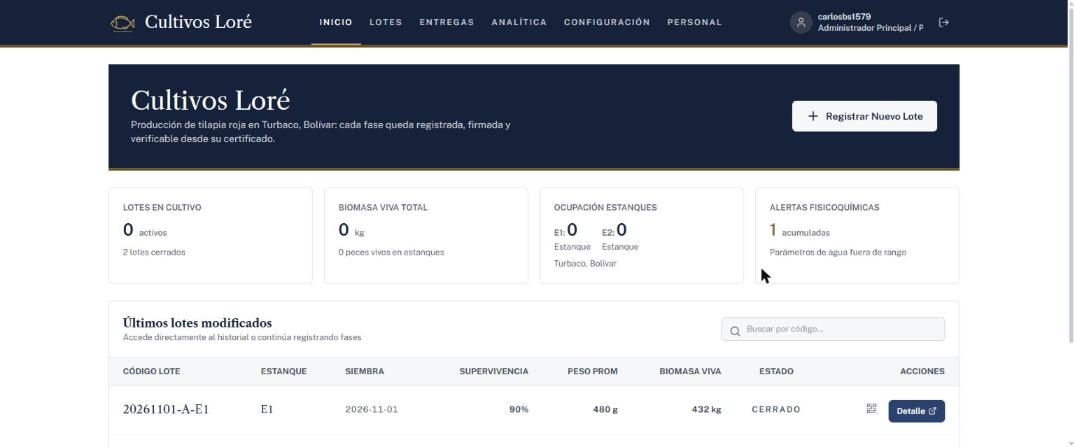 Cultivos Loré
INICIO LOTES ENTREGAS ANALÍTICA CONFIGURACIÓN PERSONAL
carlosbs1579
Administrador Principal / P
Cultivos Loré
Producción de tilapia roja en Turbaco, Bolívar: cada fase queda registrada, firmada y
verificable desde su certificado.
Registrar Nuevo Lote
LOTES EN CULTIVO
0 activos
2 lotes cerrados
BIOMASA VIVA TOTAL
0 kg
0 peces vivos en estanques
OCUPACIÓN ESTANQUES
E1: 0 E2: 0
Estanque Estanque
Turbaco, Bolívar
ALERTAS FISICOQUÍMICAS
1 acumuladas
Parámetros de agua fuera de rango
Últimos lotes modificados
Accede directamente al historial o continúa registrando fases
Buscar por código...
CÓDIGO LOTE ESTANQUE SIEMBRA SUPERVIVENCIA PESO PROM BIOMASA VIVA ESTADO ACCIONES
20261101-A-E1 E1 2026-11-01 90% 480 g 432 kg CERRADO Detalle